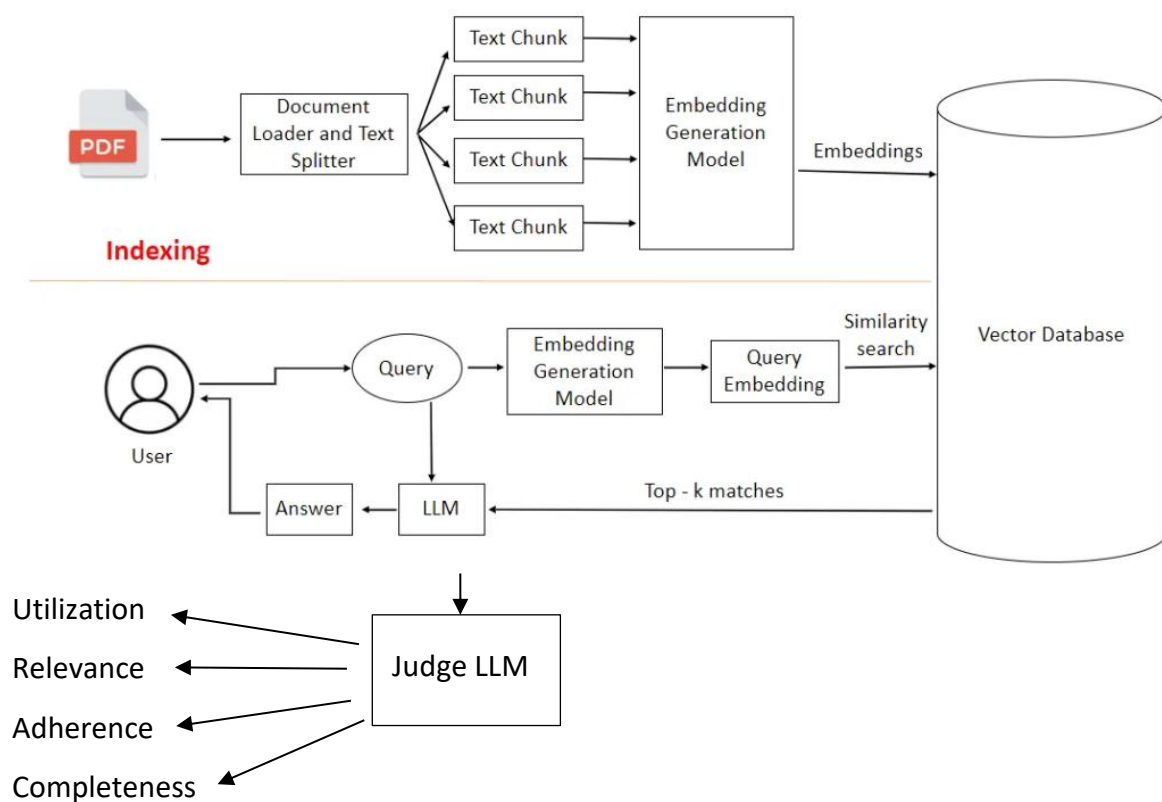 Text Chunk
Text Chunk
Text Chunk
Text Chunk
PDF
Document
Loader and Text
Splitter
Embedding
Generation
Model
Embeddings
Indexing
Vector Database
User
Query
Embedding
Generation
Model
Query
Embedding
Similarity
search
Answer
LLM
Top - k matches
Utilization
Relevance
Adherence
Completeness
Judge LLM